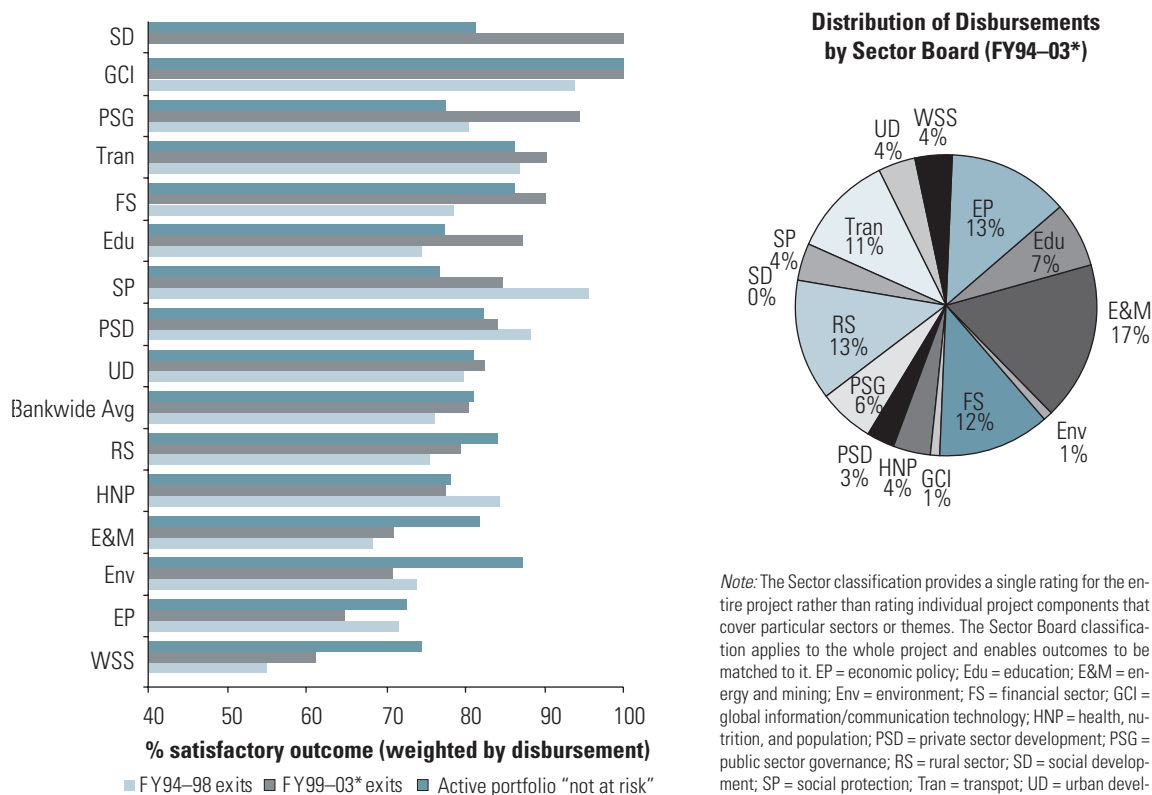 SD
GCI
PSG
Tran
FS
Edu
SP
PSD
UD
Bankwide Avg
RS
HNP
E&M
Env
EP
WSS
40 50 60 70 80 90 100
% satisfactory outcome (weighted by disbursement)
FY94–98 exits FY99–03* exits Active portfolio "not at risk"
Distribution of Disbursements
by Sector Board (FY94–03*)
WSS
4%
UD
4%
EP
13%
Tran
11%
Edu
7%
SP
4%
SD
0%
E&M
17%
RS
13%
PSG
6%
FS
12%
Env
1%
PSD
3%
HNP
4%
GCI
1%
Note: The Sector classification provides a single rating for the en-
tire project rather than rating individual project components that
cover particular sectors or themes. The Sector Board classifica-
tion applies to the whole project and enables outcomes to be
matched to it. EP = economic policy; Edu = education; E&M = en-
ergy and mining; Env = environment; FS = financial sector; GCI =
global information/communication technology; HNP = health, nu-
trition, and population; PSD = private sector development; PSG =
public sector governance; RS = rural sector; SD = social develop-
ment; SP = social protection; Tran = transpot; UD = urban devel-